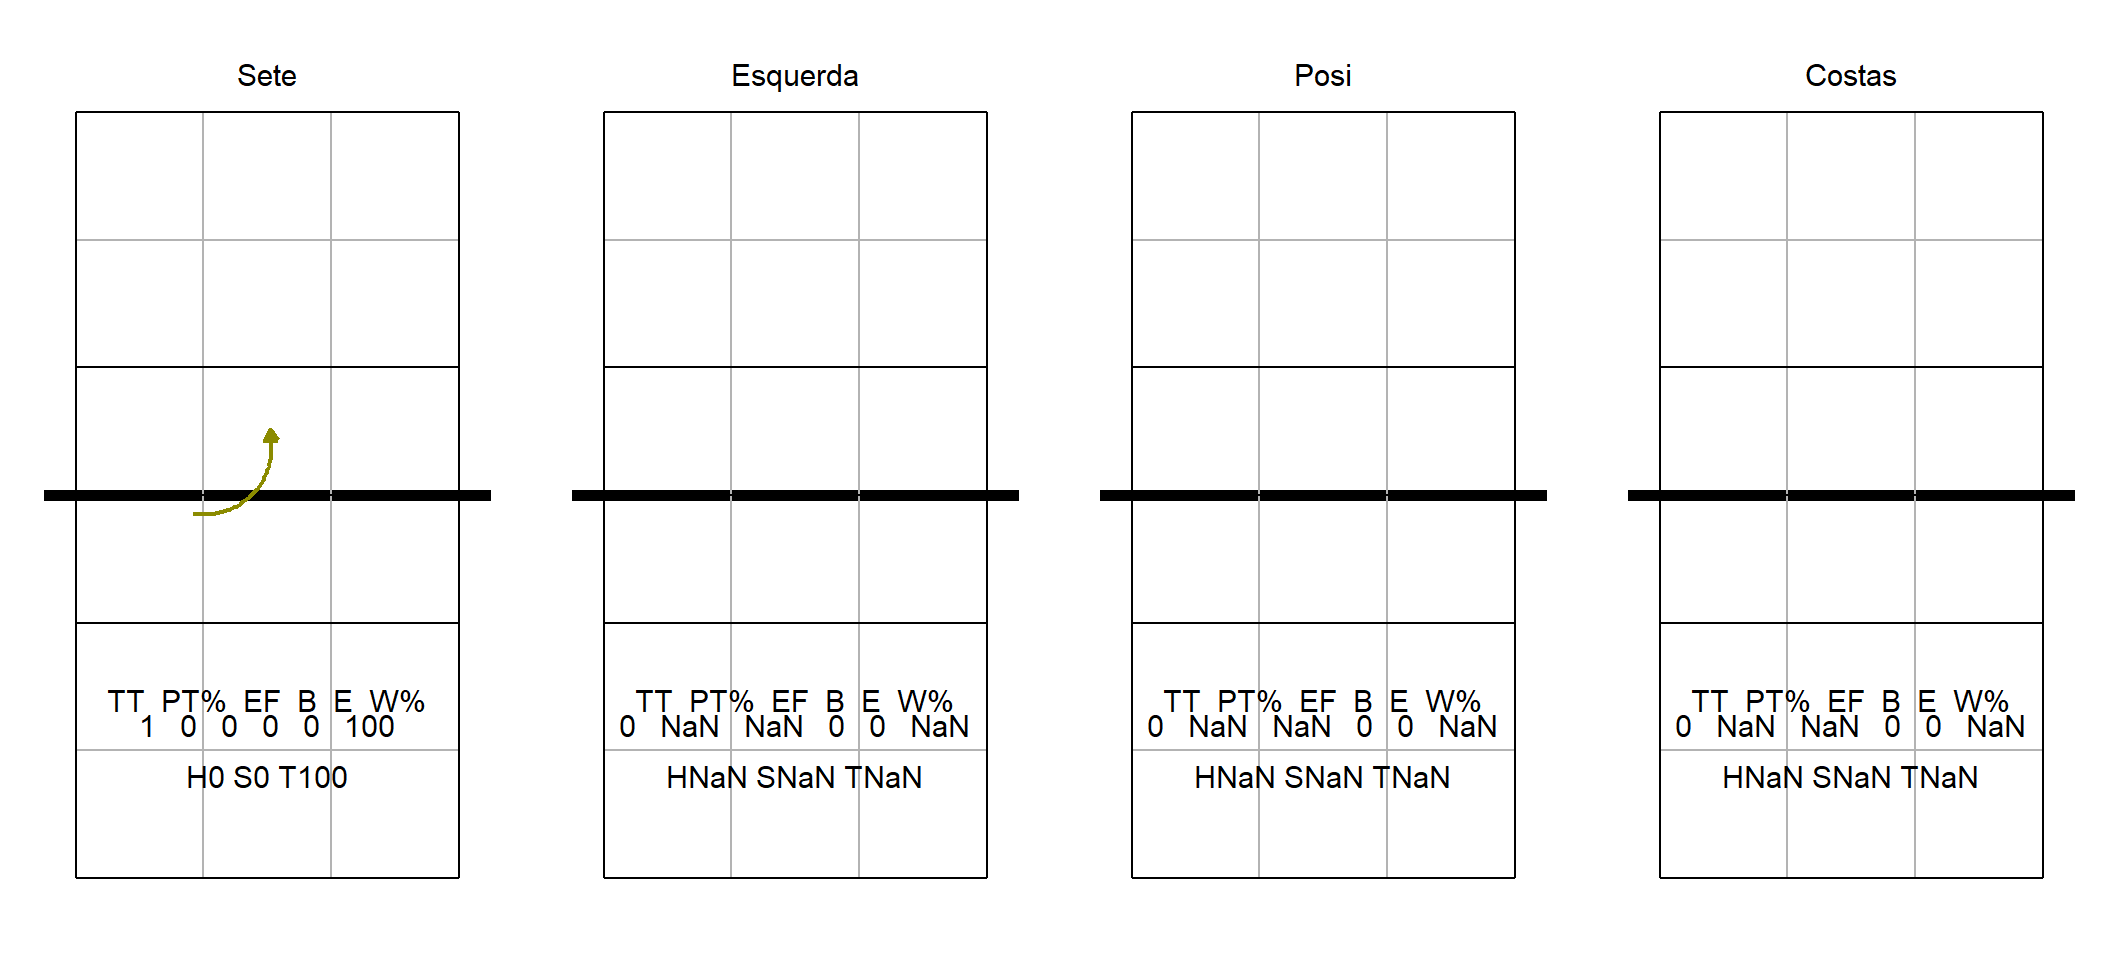 Sete
TT PT% EF B E W%
1 0 0 0 0 100
H0 S0 T100
Esquerda
TT PT% EF B E W%
0 NaN NaN 0 0 NaN
HNaN SNaN TNaN
Posi
TT PT% EF B E W%
0 NaN NaN 0 0 NaN
HNaN SNaN TNaN
Costas
TT PT% EF B E W%
0 NaN NaN 0 0 NaN
HNaN SNaN TNaN